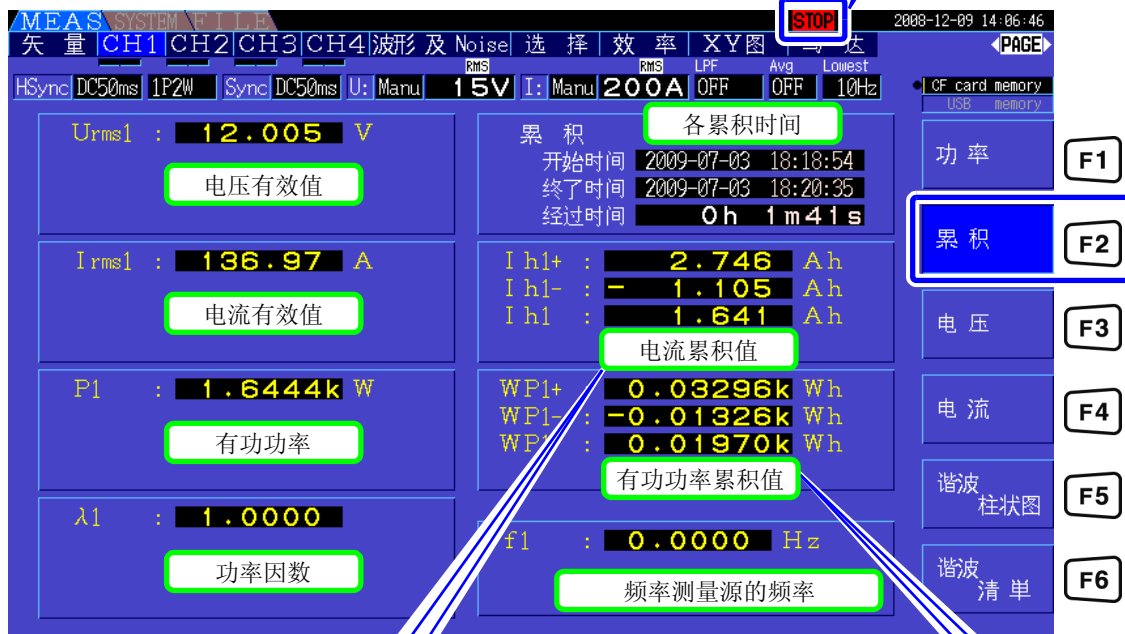 MEAS SYSTEM FILE STOP 2008-12-09 14:06:46
矢 量 CH1 CH2 CH3 CH4 波形 及 Noise 选 择 效 率 XY图 达 PAGE
RMS RMS LPF Avg Lowest
HSync DC50ms 1P2W Sync DC50ms U: Manu 15V I: Manu 200A OFF OFF 10Hz CF card memory
USB memory
Urms1 : 12.005 V
电压有效值
累 积 各累积时间
开始时间 2009-07-03 18:18:54
终了时间 2009-07-03 18:20:35
经过时间 0h 1m41s
功 率 F1
累 积 F2
Irms1 : 136.97 A
电流有效值
Ih1+ : 2.746 Ah
Ih1- : - 1.105 Ah
Ih1 : 1.641 Ah
电流累积值
电 压 F3
P1 : 1.6444k W
有功功率
WP1+ : 0.03296k Wh
WP1- : -0.01326k Wh
WP1 : 0.01970k Wh
有功功率累积值
电 流 F4
谐波
柱状图 F5
λ1 : 1.0000
功率因数
f1 : 0.0000 Hz
频率测量源的频率
谐波
清 单 F6